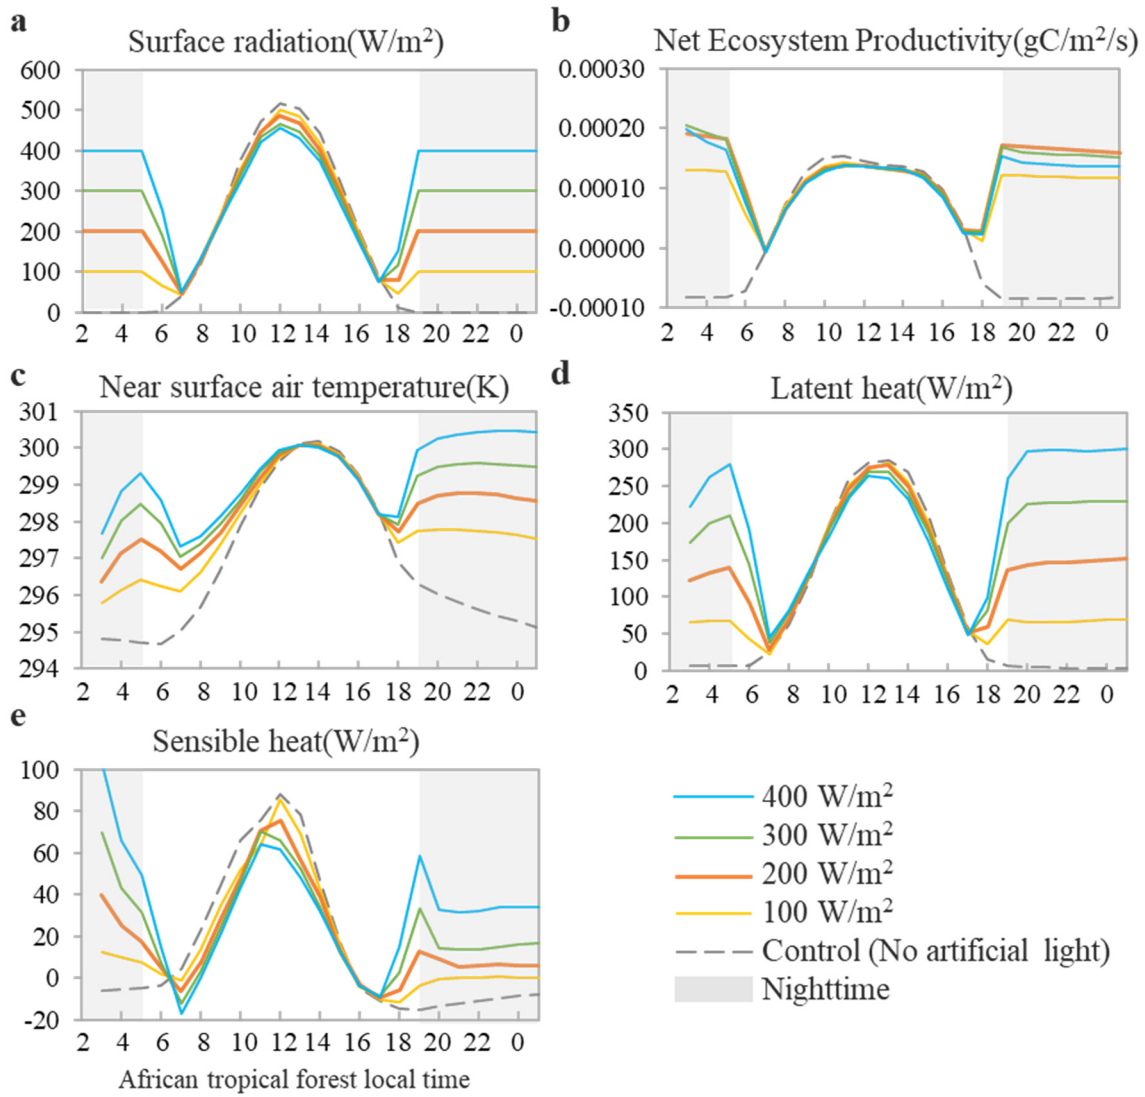 a
Surface radiation(W/m²)
600
500
400
300
200
100
0
2 4 6 8 10 12 14 16 18 20 22 0
b
Net Ecosystem Productivity(gC/m²/s)
0.00030
0.00020
0.00010
0.00000
-0.00010
2 4 6 8 10 12 14 16 18 20 22 0
c
Near surface air temperature(K)
301
300
299
298
297
296
295
294
2 4 6 8 10 12 14 16 18 20 22 0
d
Latent heat(W/m²)
350
300
250
200
150
100
50
0
2 4 6 8 10 12 14 16 18 20 22 0
e
Sensible heat(W/m²)
100
80
60
40
20
0
-20
2 4 6 8 10 12 14 16 18 20 22 0
African tropical forest local time
400 W/m²
300 W/m²
200 W/m²
100 W/m²
Control (No artificial light)
Nighttime